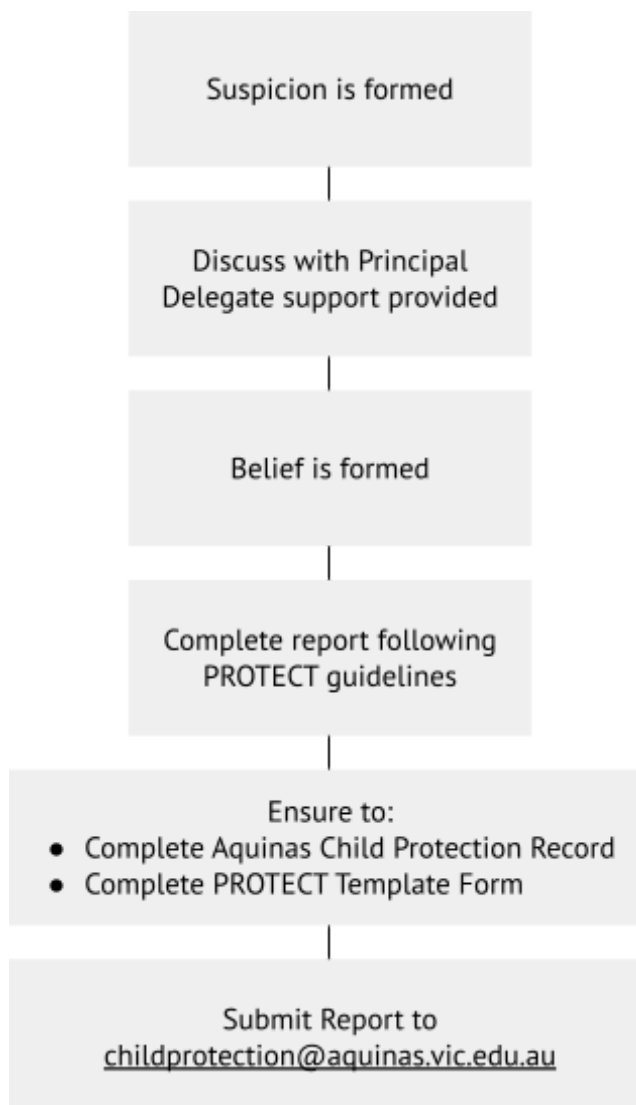 Suspicion is formed
Discuss with Principal
Delegate support provided
Belief is formed
Complete report following
PROTECT guidelines
Ensure to:
● Complete Aquinas Child Protection Record
● Complete PROTECT Template Form
Submit Report to
childprotection@aquinas.vic.edu.au